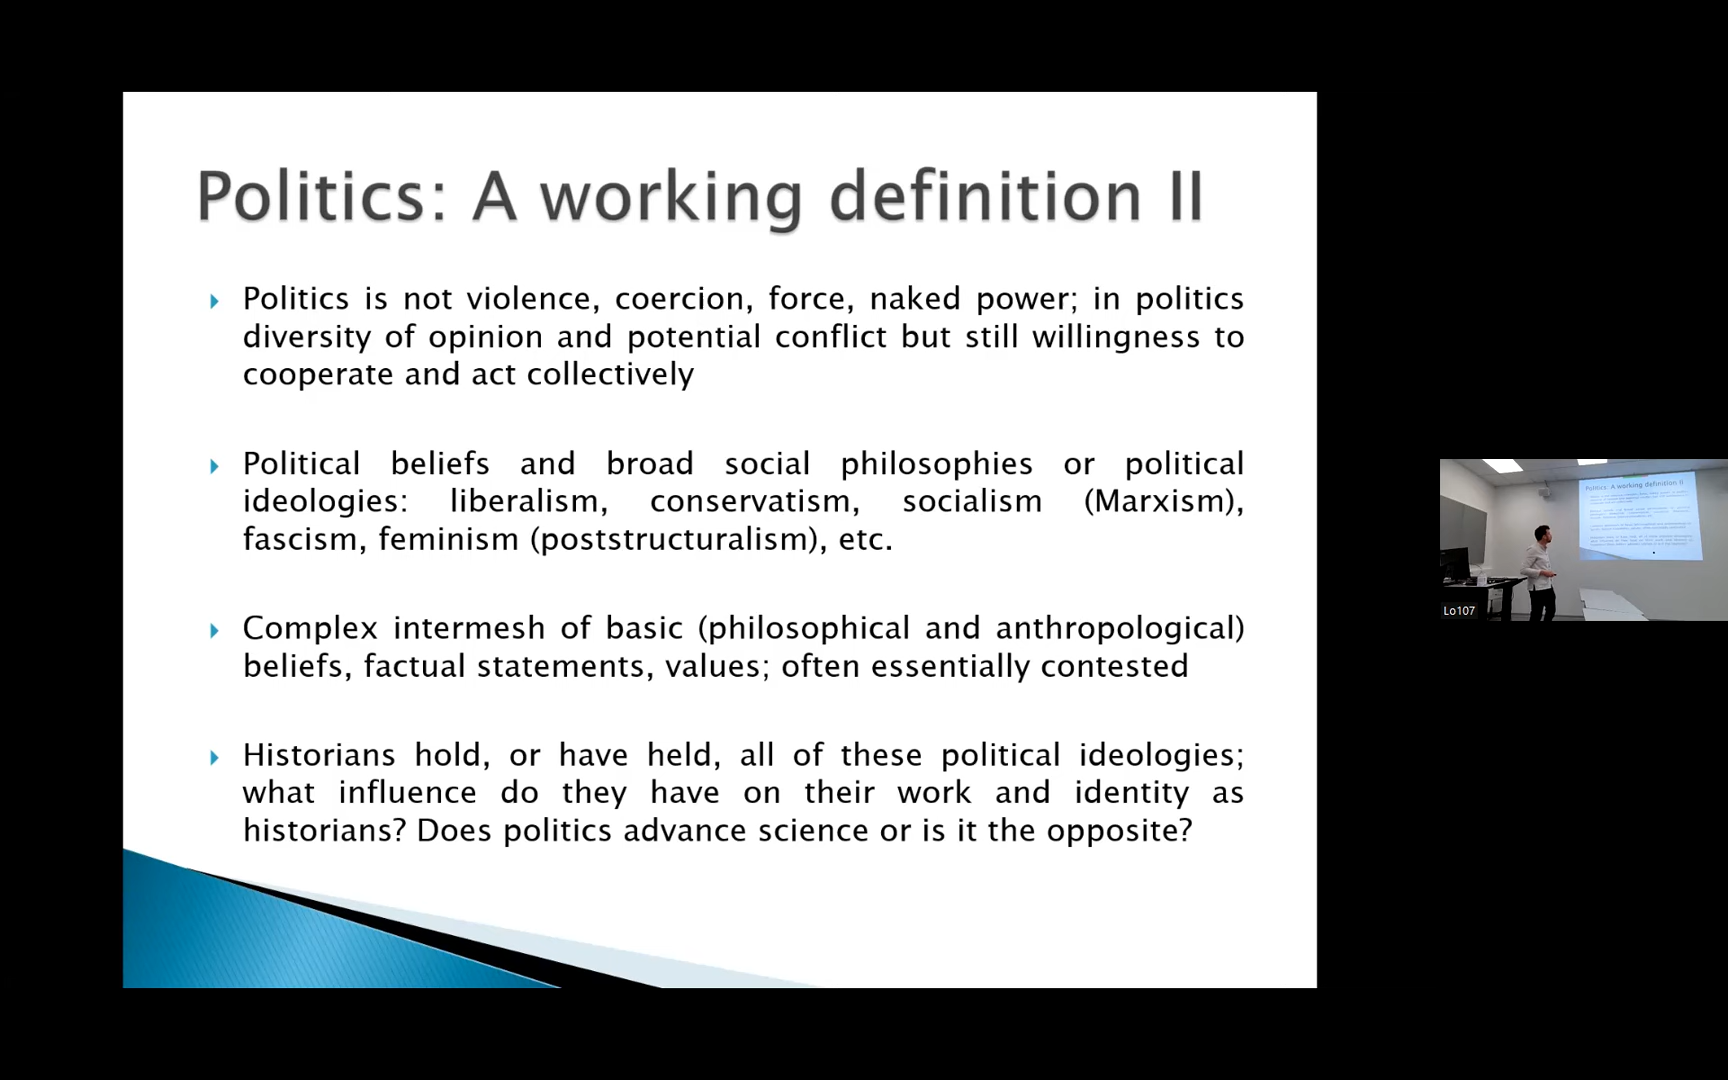 Politics: A working definition II
Politics is not violence, coercion, force, naked power; in politics
diversity of opinion and potential conflict but still willingness to
cooperate and act collectively
Political beliefs and broad social philosophies or political
ideologies: liberalism, conservatism, socialism (Marxism),
fascism, feminism (poststructuralism), etc.
Complex intermesh of basic (philosophical and anthropological)
beliefs, factual statements, values; often essentially contested
Historians hold, or have held, all of these political ideologies;
what influence do they have on their work and identity as
historians? Does politics advance science or is it the opposite?
Politics: A working definition II
Lo107